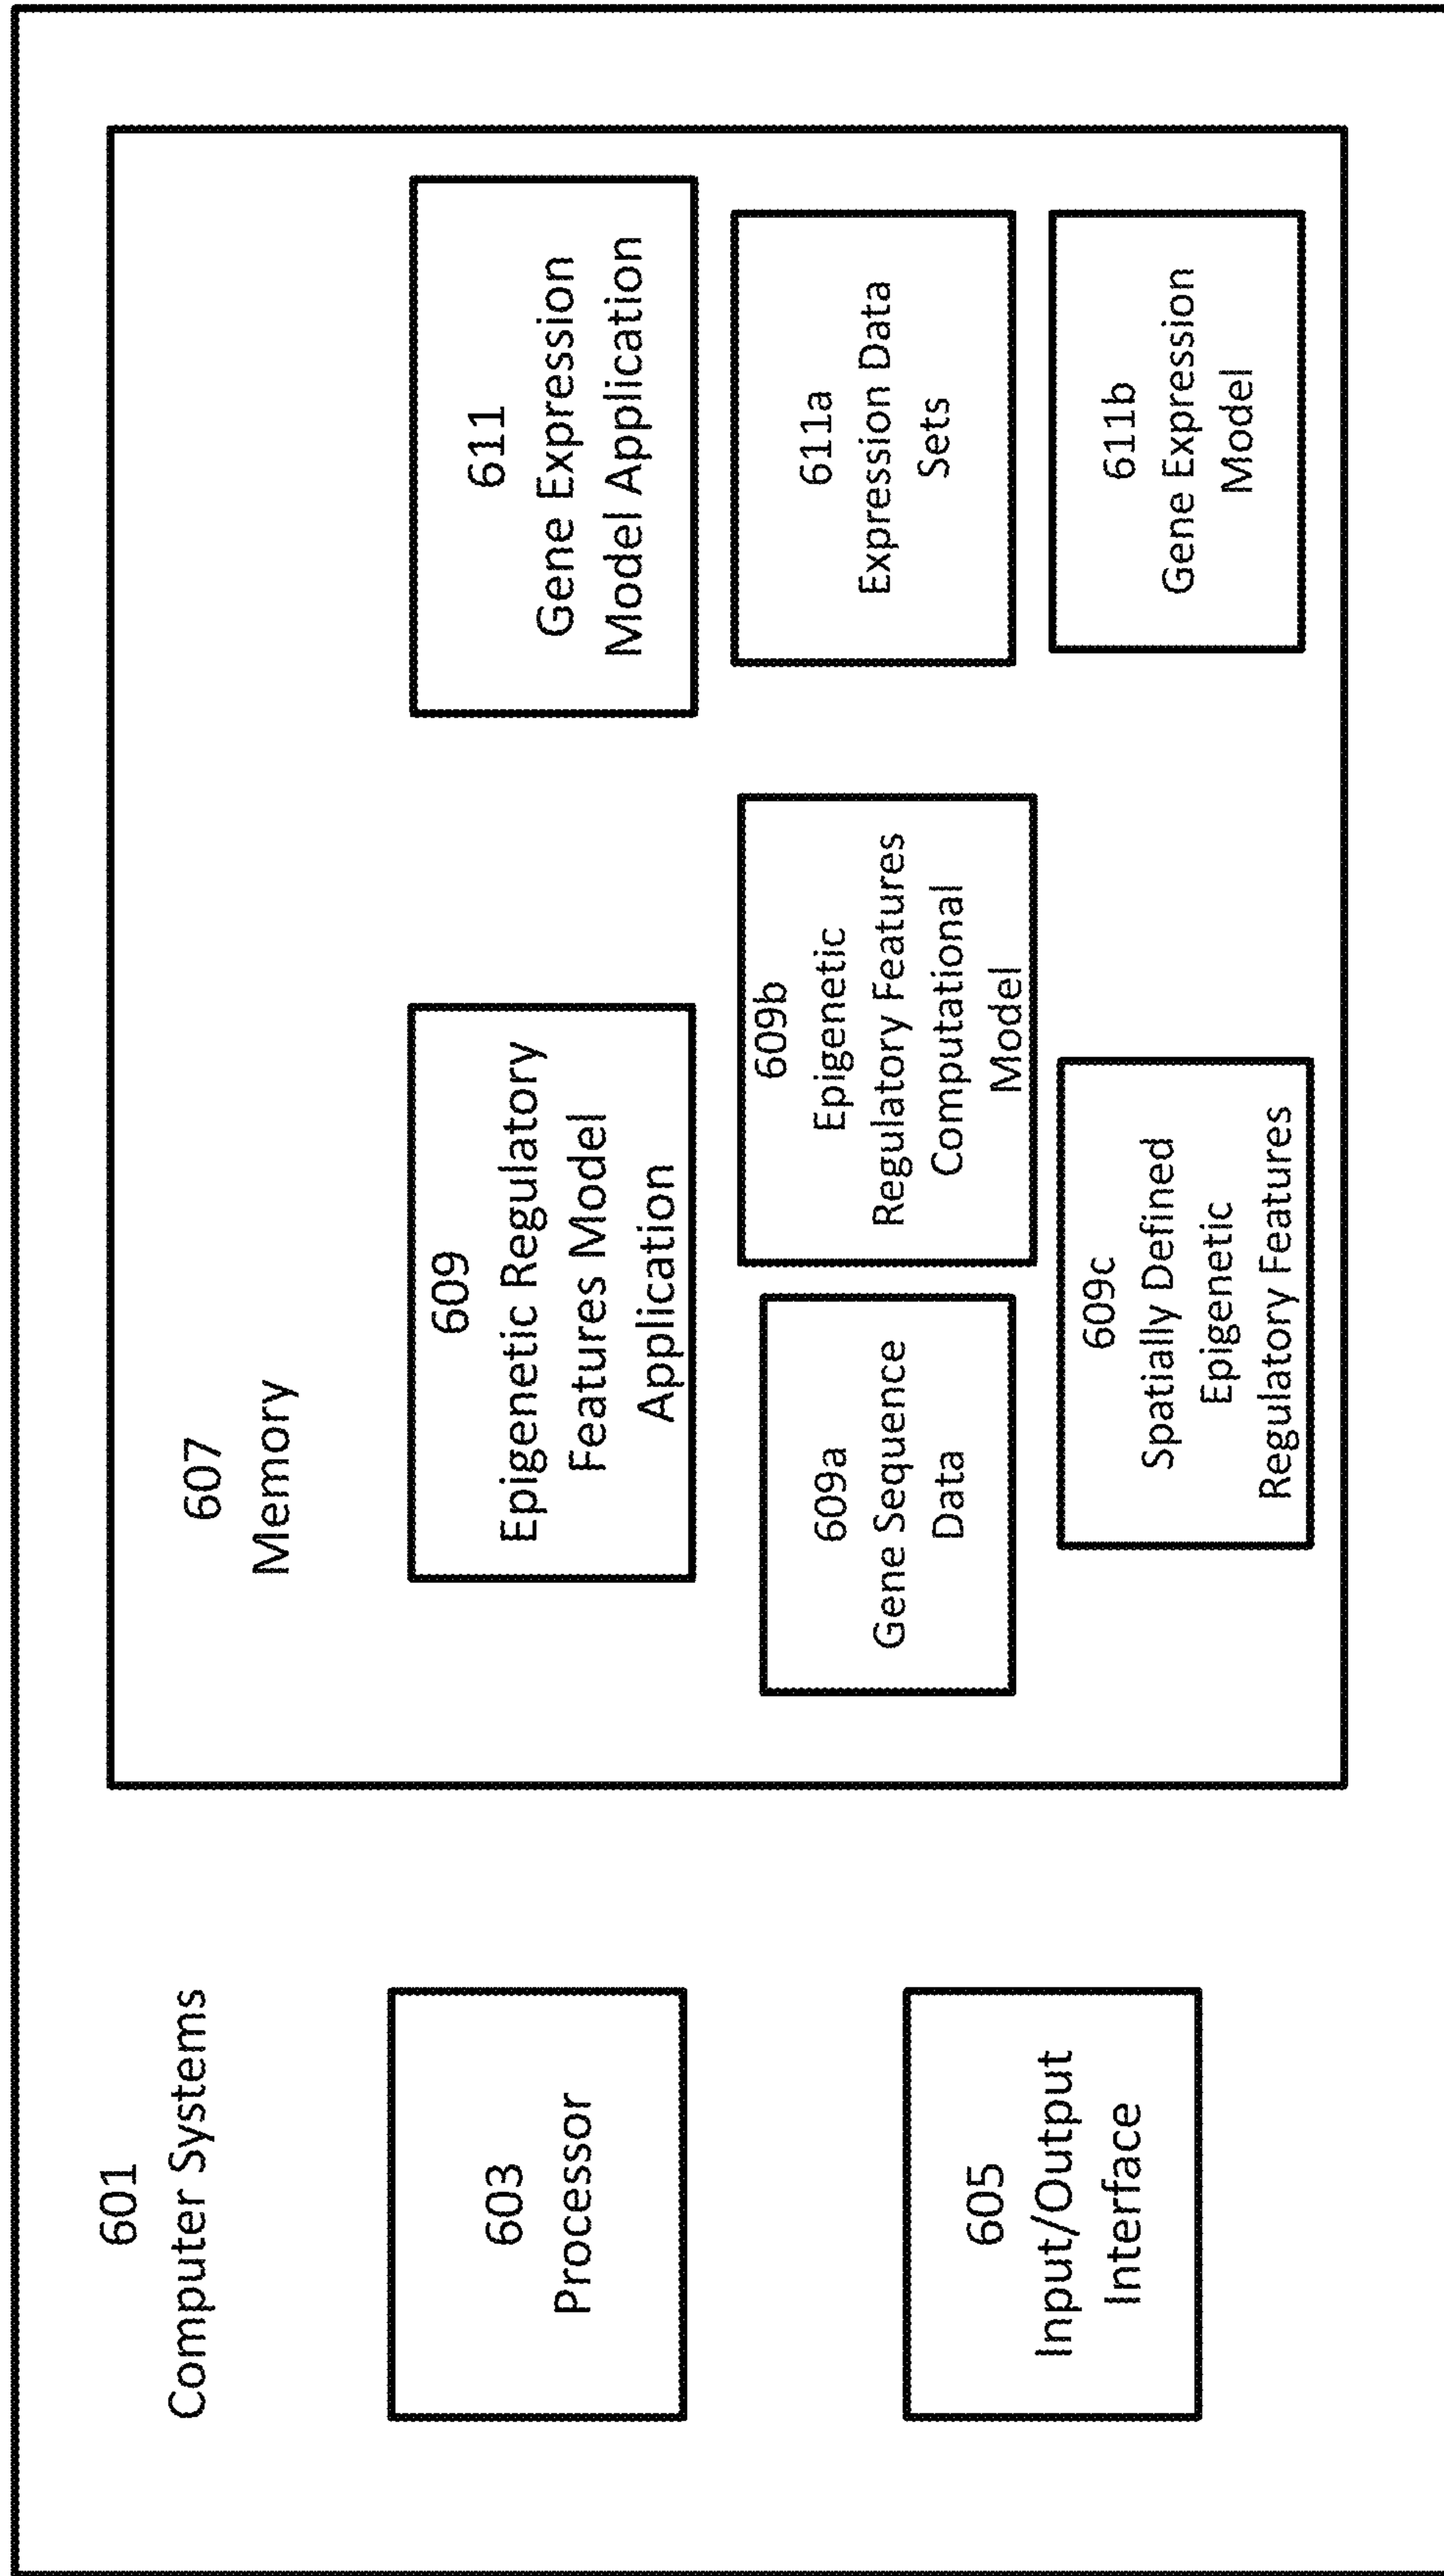 601
Computer Systems
603
Processor
605
Input/Output
Interface
607
Memory
609
Epigenetic Regulatory
Features Model
Application
609a
Gene Sequence
Data
609b
Epigenetic
Regulatory Features
Computational
Model
609c
Spatially Defined
Epigenetic
Regulatory Features
611
Gene Expression
Model Application
611a
Expression Data
Sets
611b
Gene Expression
Model